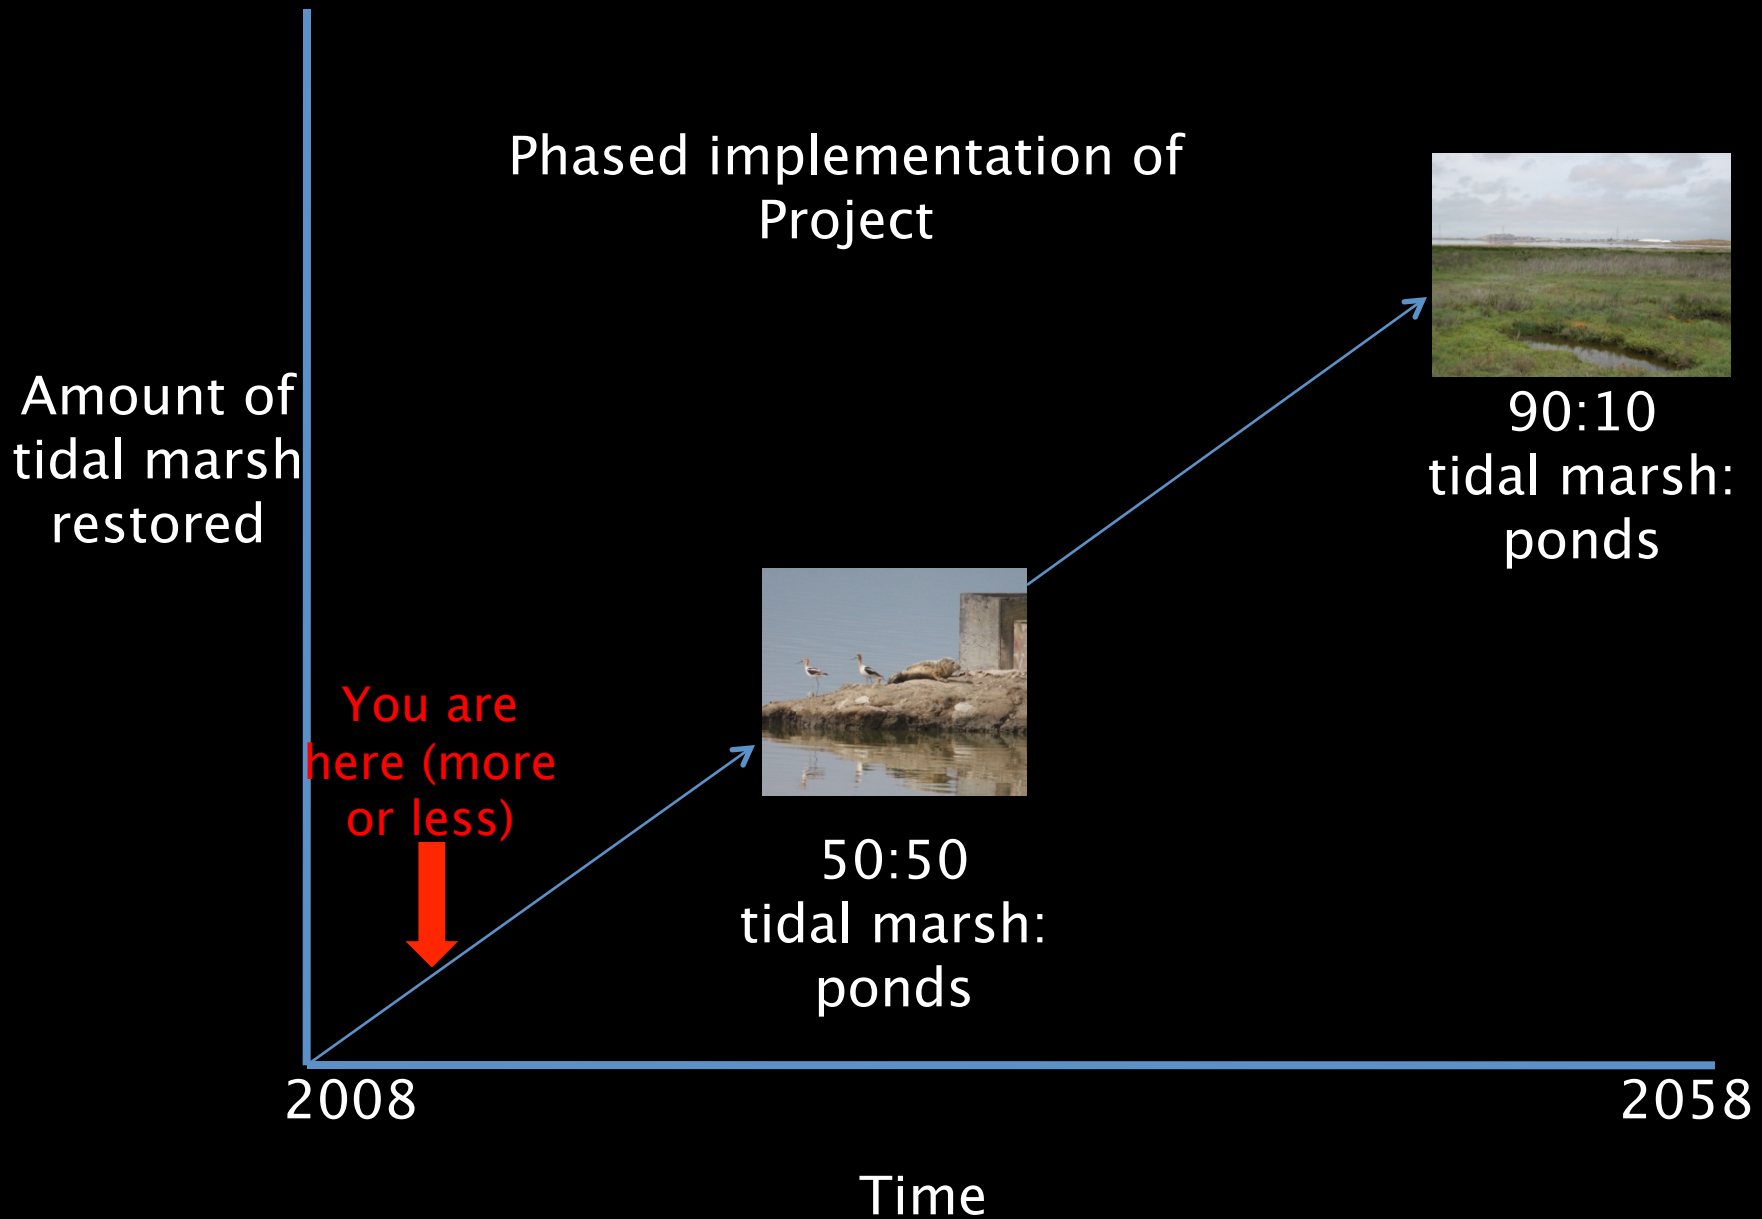 Phased implementation of
Project
Amount of
tidal marsh
restored
90:10
tidal marsh:
ponds
You are
here (more
or less)
50:50
tidal marsh:
ponds
2008
2058
Time